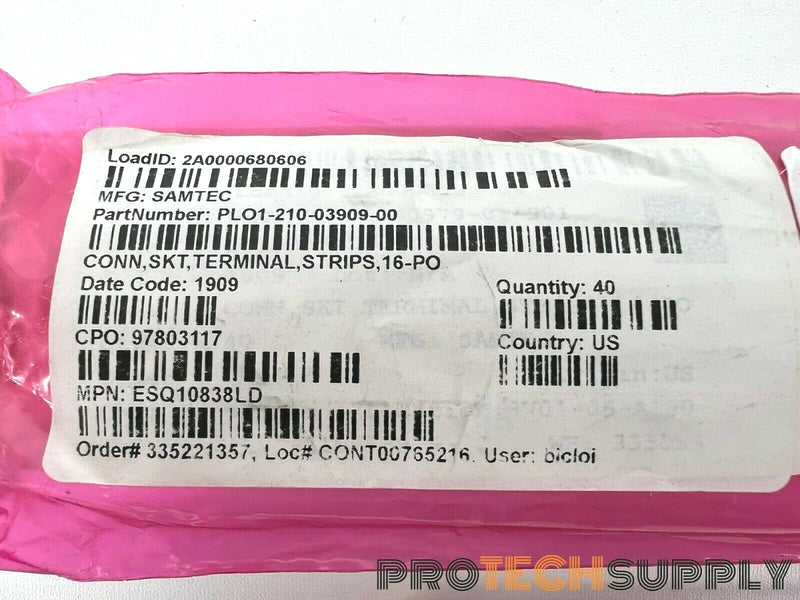 LoadID: 2A0000680606
MFG: SAMTEC
PartNumber: PLO1-210-03909-00
CONN,SKT,TERMINAL,STRIPS,16-PO
Date Code: 1909
Quantity: 40
CPO: 97803117
Country: US
MPN: ESQ10838LD
Order# 335221357, Loc# CONT00765216, User: bicloi
PROTECHSUPPLY